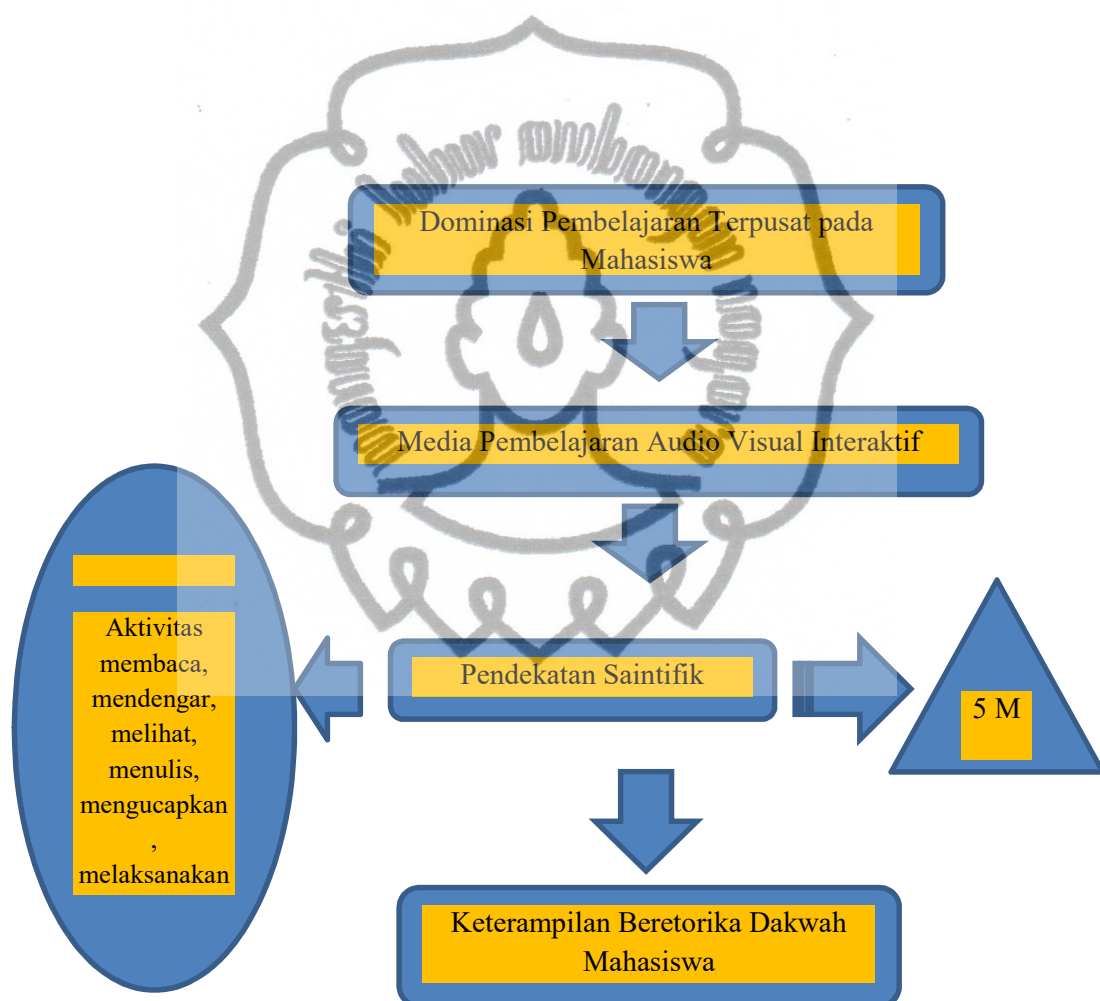 Dominasi Pembelajaran Terpusat pada
Mahasiswa
Media Pembelajaran Audio Visual Interaktif
Aktivitas
membaca,
mendengar,
melihat,
menulis,
mengucapkan
,
melaksanakan
Pendekatan Saintifik
5 M
Keterampilan Beretorika Dakwah
Mahasiswa